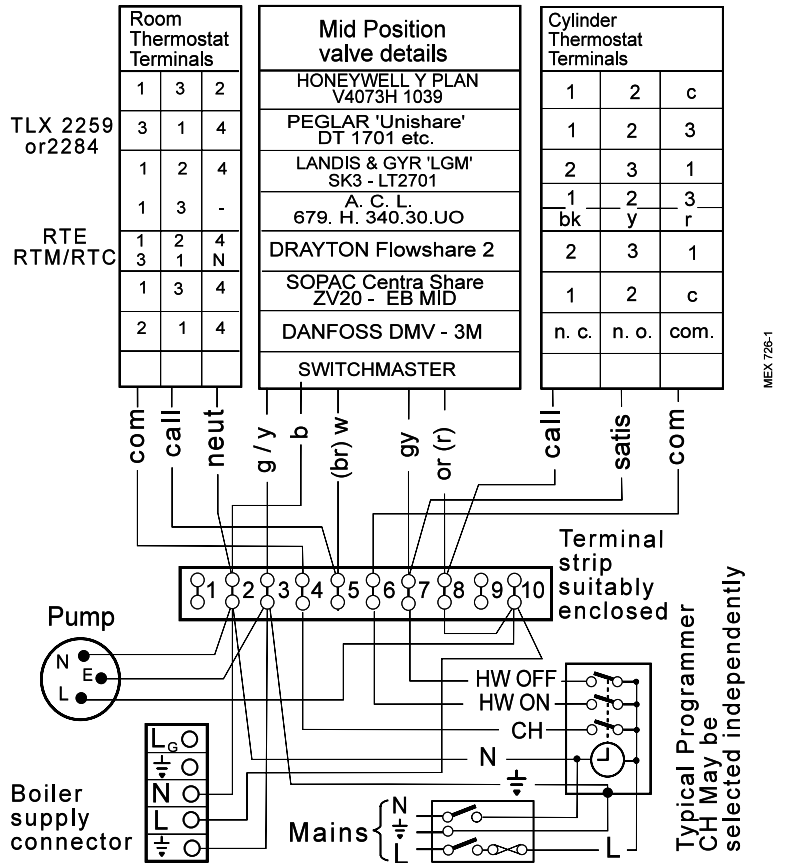 Room
Thermostat
Terminals
Mid Position
valve details
Cylinder
Thermostat
Terminals
1 3 2
HONEYWELL Y PLAN
V4073H 1039
1 2 c
TLX 2259
or2284
3 1 4
PEGLAR 'Unishare'
DT 1701 etc.
1 2 3
1 2 4
LANDIS & GYR 'LGM'
SK3 - LT2701
2 3 1
1 3 -
A. C. L.
679. H. 340.30.UO
1 2 3
bk y r
RTE
RTM/RTC
1 2 4
3 1 N
DRAYTON Flowshare 2
2 3 1
1 3 4
SOPAC Centra Share
ZV20 - EB MID
1 2 c
2 1 4
DANFOSS DMV - 3M
n. c. n. o. com.
SWITCHMASTER
MEX 726-1
com
call
neut
g / y
b
(br) w
gy
or (r)
call
satis
com
1 2 3 4 5 6 7 8 9 10
Terminal
strip
suitably
enclosed
Pump
N
E
L
HW OFF
HW ON
CH
N
Typical Programmer
CH May be
selected independently
LG
N
L
Boiler
supply
connector
Mains
N
L
L